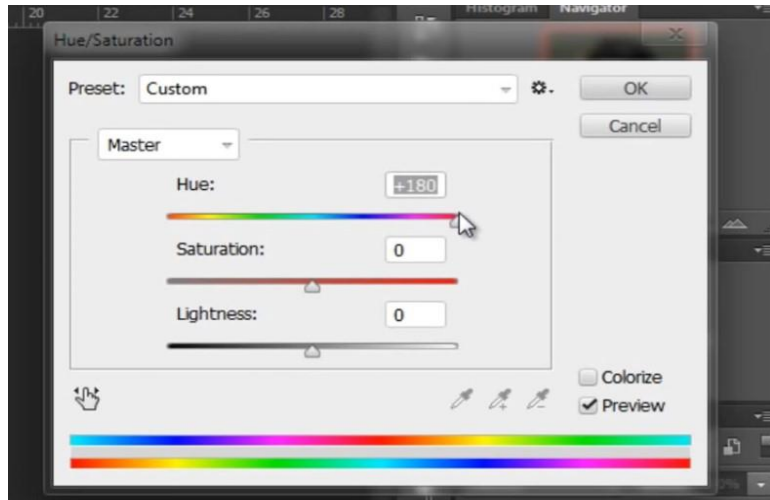 20 22 24 26 28
Histogram Navigator
Hue/Saturation
Preset: Custom
OK
Cancel
Master
Hue: +180
Saturation: 0
Lightness: 0
Colorize
Preview